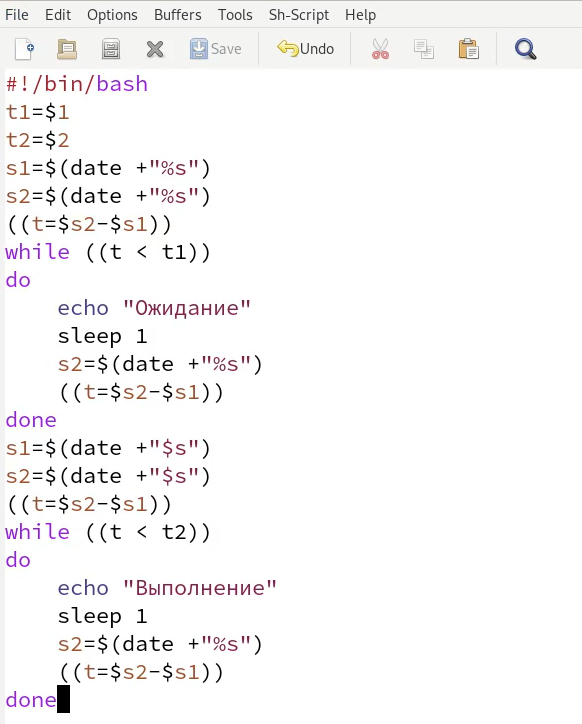 File Edit Options Buffers Tools Sh-Script Help
Save Undo
#!/bin/bash
t1=$1
t2=$2
s1=$(date +"%s")
s2=$(date +"%s")
((t=$s2-$s1))
while ((t < t1))
do
    echo "Ожидание"
    sleep 1
    s2=$(date +"%s")
    ((t=$s2-$s1))
done
s1=$(date +"$s")
s2=$(date +"$s")
((t=$s2-$s1))
while ((t < t2))
do
    echo "Выполнение"
    sleep 1
    s2=$(date +"%s")
    ((t=$s2-$s1))
done